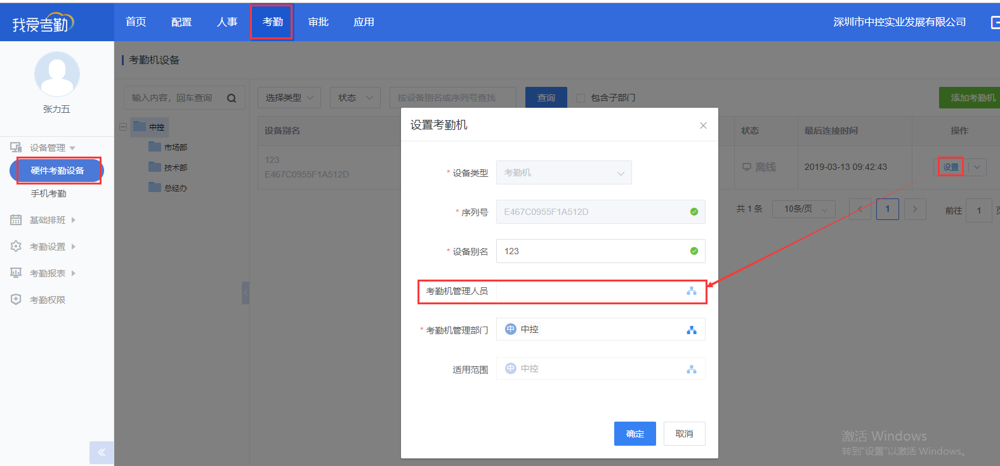 我爱考勤
首页 配置 人事 考勤 审批 应用
深圳市中控实业发展有限公司
张力五
设备管理
硬件考勤设备
手机考勤
基础排班
考勤设置
考勤报表
考勤权限
考勤机设备
输入内容，回车查询
中控
市场部
技术部
总经办
选择类型 状态 按设备别名或序列号查找 查询 包含子部门 添加考勤机
设备别名 状态 最后连接时间 操作
123
E467C0955F1A512D
离线 2019-03-13 09:42:43 设置
共 1 条 10条/页 1 前往 1
设置考勤机
* 设备类型 考勤机
* 序列号 E467C0955F1A512D
* 设备别名 123
考勤机管理人员
* 考勤机管理部门 中 中控
适用范围 中 中控
确定 取消
激活 Windows
转到"设置"以激活 Windows。